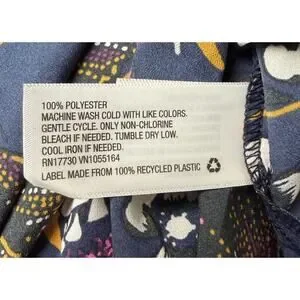 100% POLYESTER
MACHINE WASH COLD WITH LIKE COLORS.
GENTLE CYCLE. ONLY NON-CHLORINE
BLEACH IF NEEDED. TUMBLE DRY LOW.
COOL IRON IF NEEDED.
RN17730 VN1055164
LABEL MADE FROM 100% RECYCLED PLASTIC